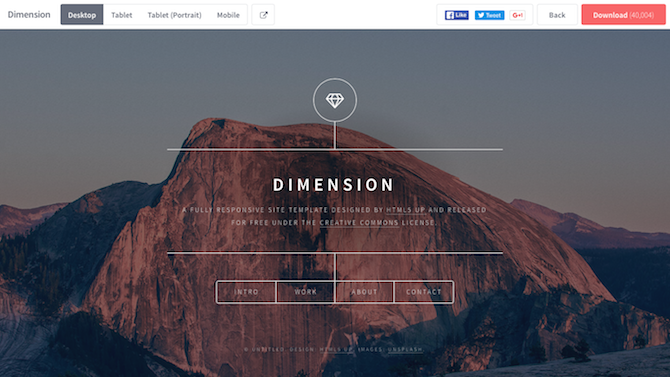 Dimension Desktop Tablet Tablet (Portrait) Mobile Like Tweet G+1 Back Download (40,004)
DIMENSION
A FULLY RESPONSIVE SITE TEMPLATE DESIGNED BY HTML5 UP AND RELEASED
FOR FREE UNDER THE CREATIVE COMMONS LICENSE.
INTRO WORK ABOUT CONTACT
© UNTITLED. DESIGN: HTML5 UP. IMAGES: UNSPLASH.